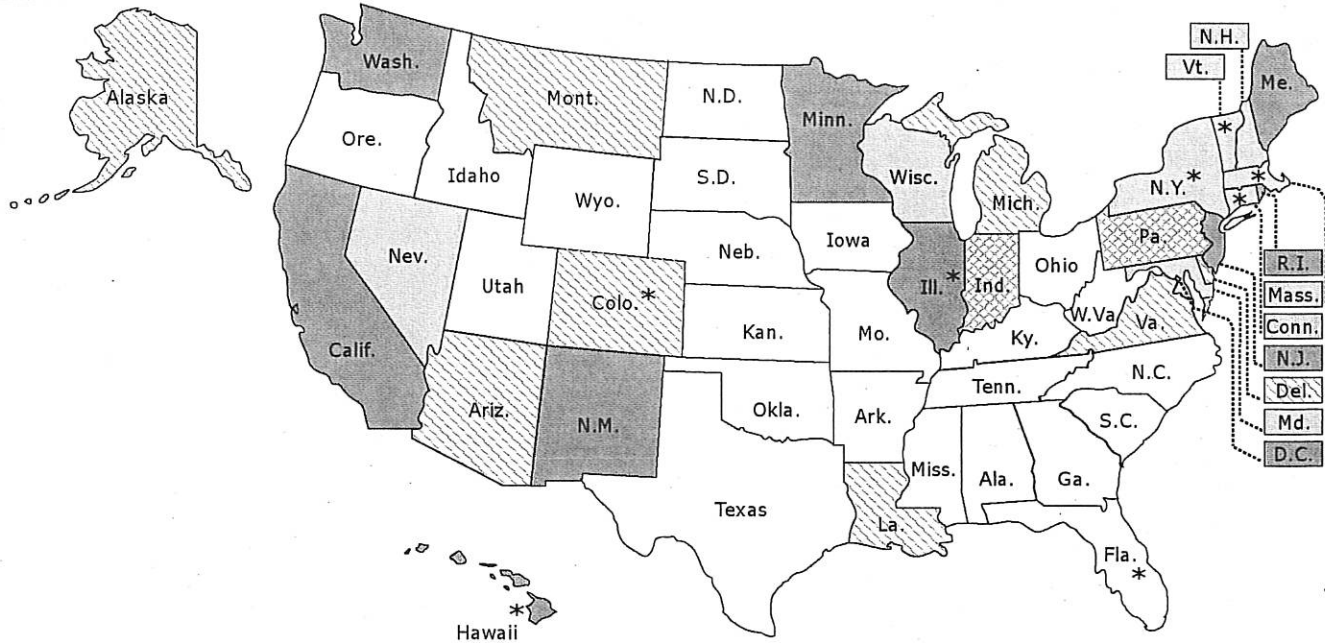 N.H.
Vt.
Wash.
Me.
Alaska
Mont.
N.D.
Minn.
Ore.
Idaho
S.D.
Wisc.
Mich.
N.Y. *
*
*
*
Wyo.
Neb.
Iowa
Pa.
Nev.
Utah
Colo. *
Ill. *
Ind.
Ohio
R.I.
Mass.
Conn.
N.J.
Del.
Md.
D.C.
Calif.
Kan.
Mo.
Ky.
W.Va
Va.
Ariz.
N.M.
Okla.
Ark.
Tenn.
N.C.
S.C.
Miss.
Ala.
Ga.
Texas
La.
Fla.
*
*
Hawaii